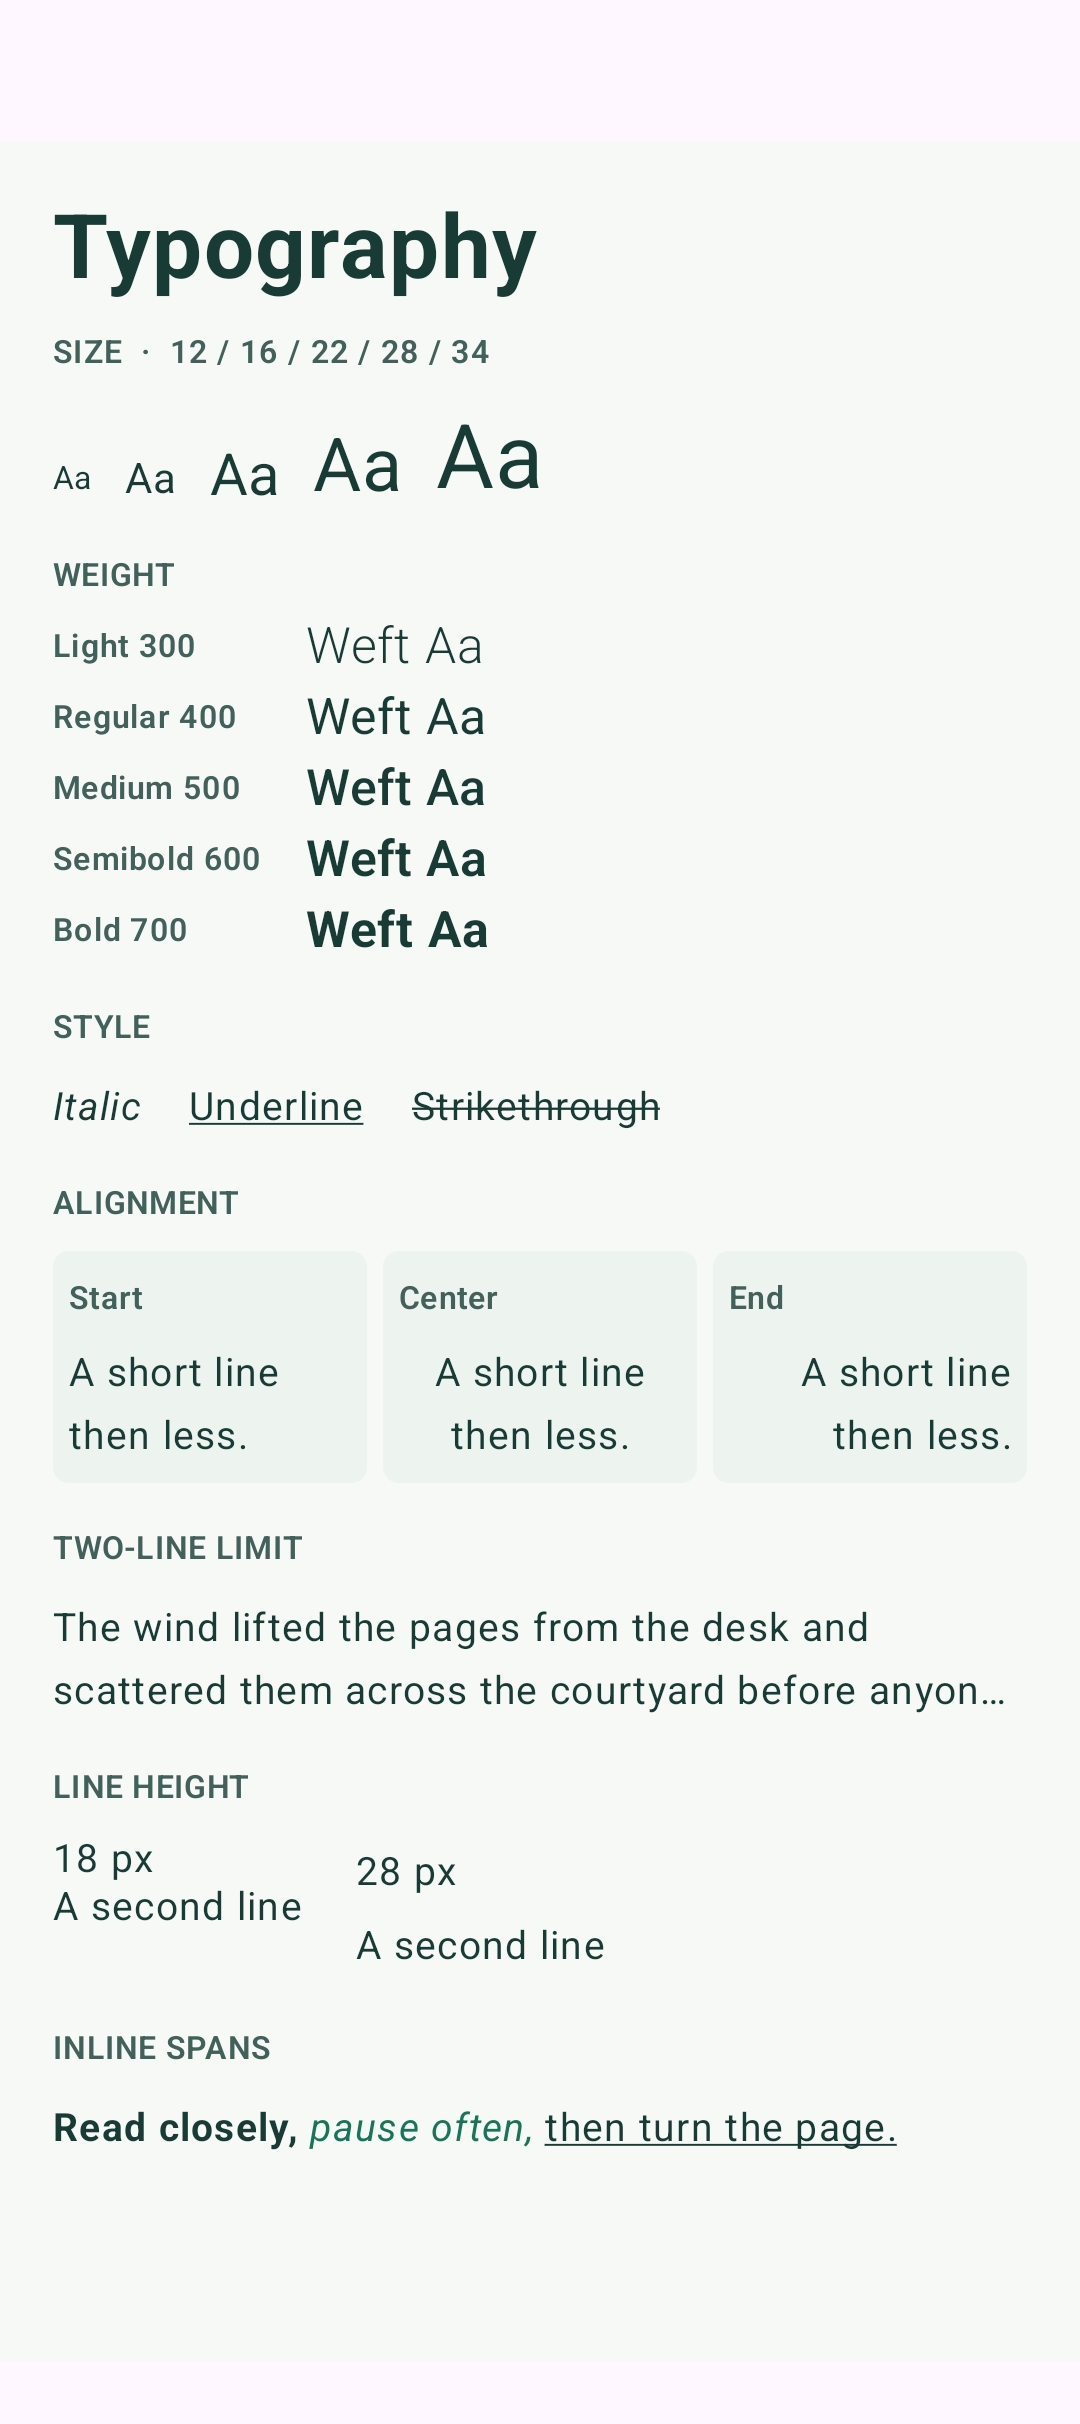 Typography
SIZE · 12 / 16 / 22 / 28 / 34
Aa Aa Aa Aa Aa
WEIGHT
Light 300 Weft Aa
Regular 400 Weft Aa
Medium 500 Weft Aa
Semibold 600 Weft Aa
Bold 700 Weft Aa
STYLE
Italic Underline Strikethrough
ALIGNMENT
Start
A short line
then less.
Center
A short line
then less.
End
A short line
then less.
TWO-LINE LIMIT
The wind lifted the pages from the desk and
scattered them across the courtyard before anyon…
LINE HEIGHT
18 px
A second line
28 px
A second line
INLINE SPANS
Read closely, pause often, then turn the page.